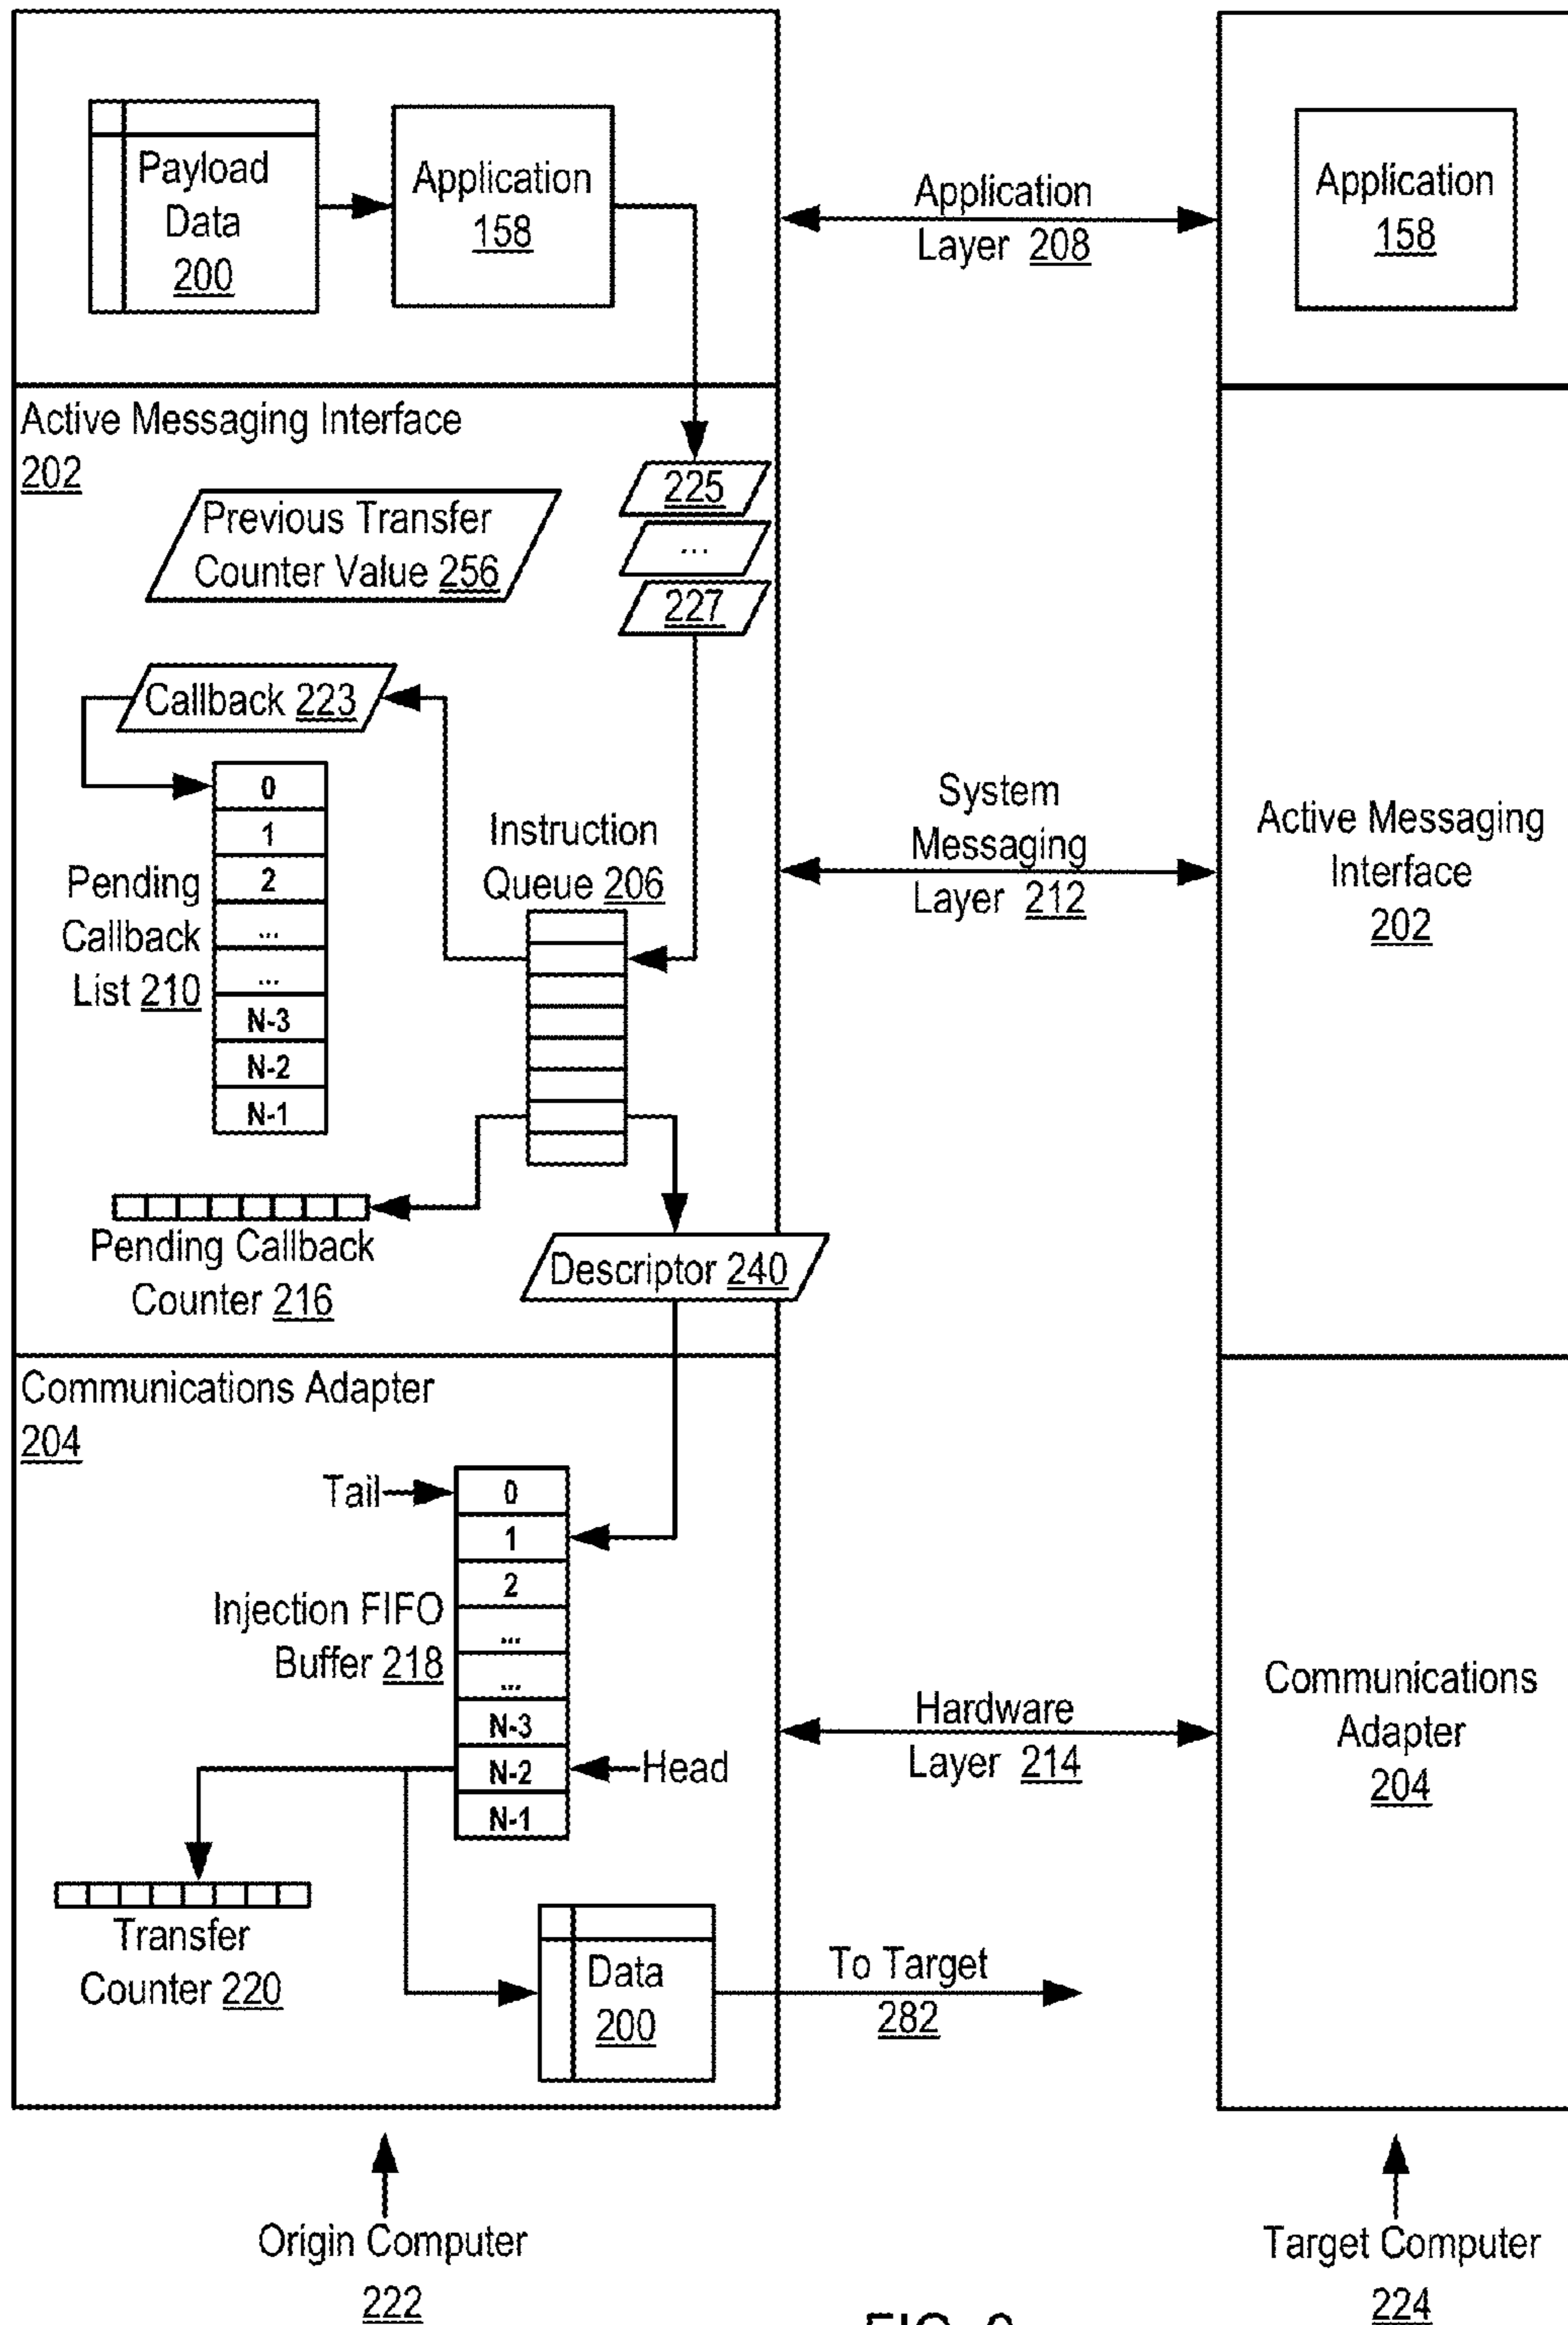 Payload
Data
200
Application
158
Application
Layer 208
Application
158
Active Messaging Interface
202
225
...
227
Previous Transfer
Counter Value 256
Callback 223
0
1
2
...
...
N-3
N-2
N-1
Pending
Callback
List 210
Instruction
Queue 206
System
Messaging
Layer 212
Active Messaging
Interface
202
Pending Callback
Counter 216
Descriptor 240
Communications Adapter
204
Tail
0
1
2
...
...
N-3
N-2
N-1
Injection FIFO
Buffer 218
Head
Hardware
Layer 214
Communications
Adapter
204
Transfer
Counter 220
Data
200
To Target
282
Origin Computer
222
Target Computer
224